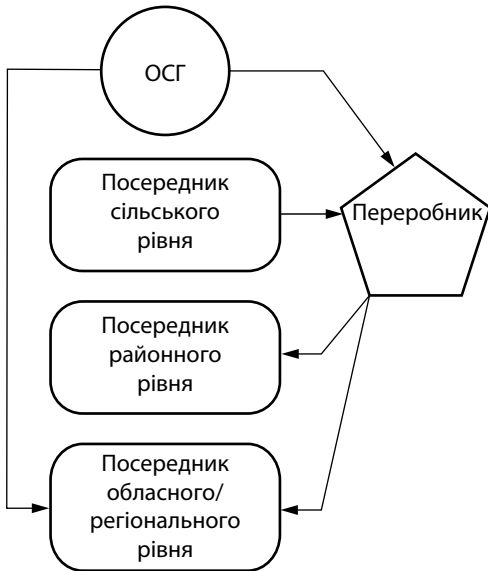 ОСГ
Посередник
сільського
рівня
Переробник
Посередник
районного
рівня
Посередник
обласного/
регіонального
рівня